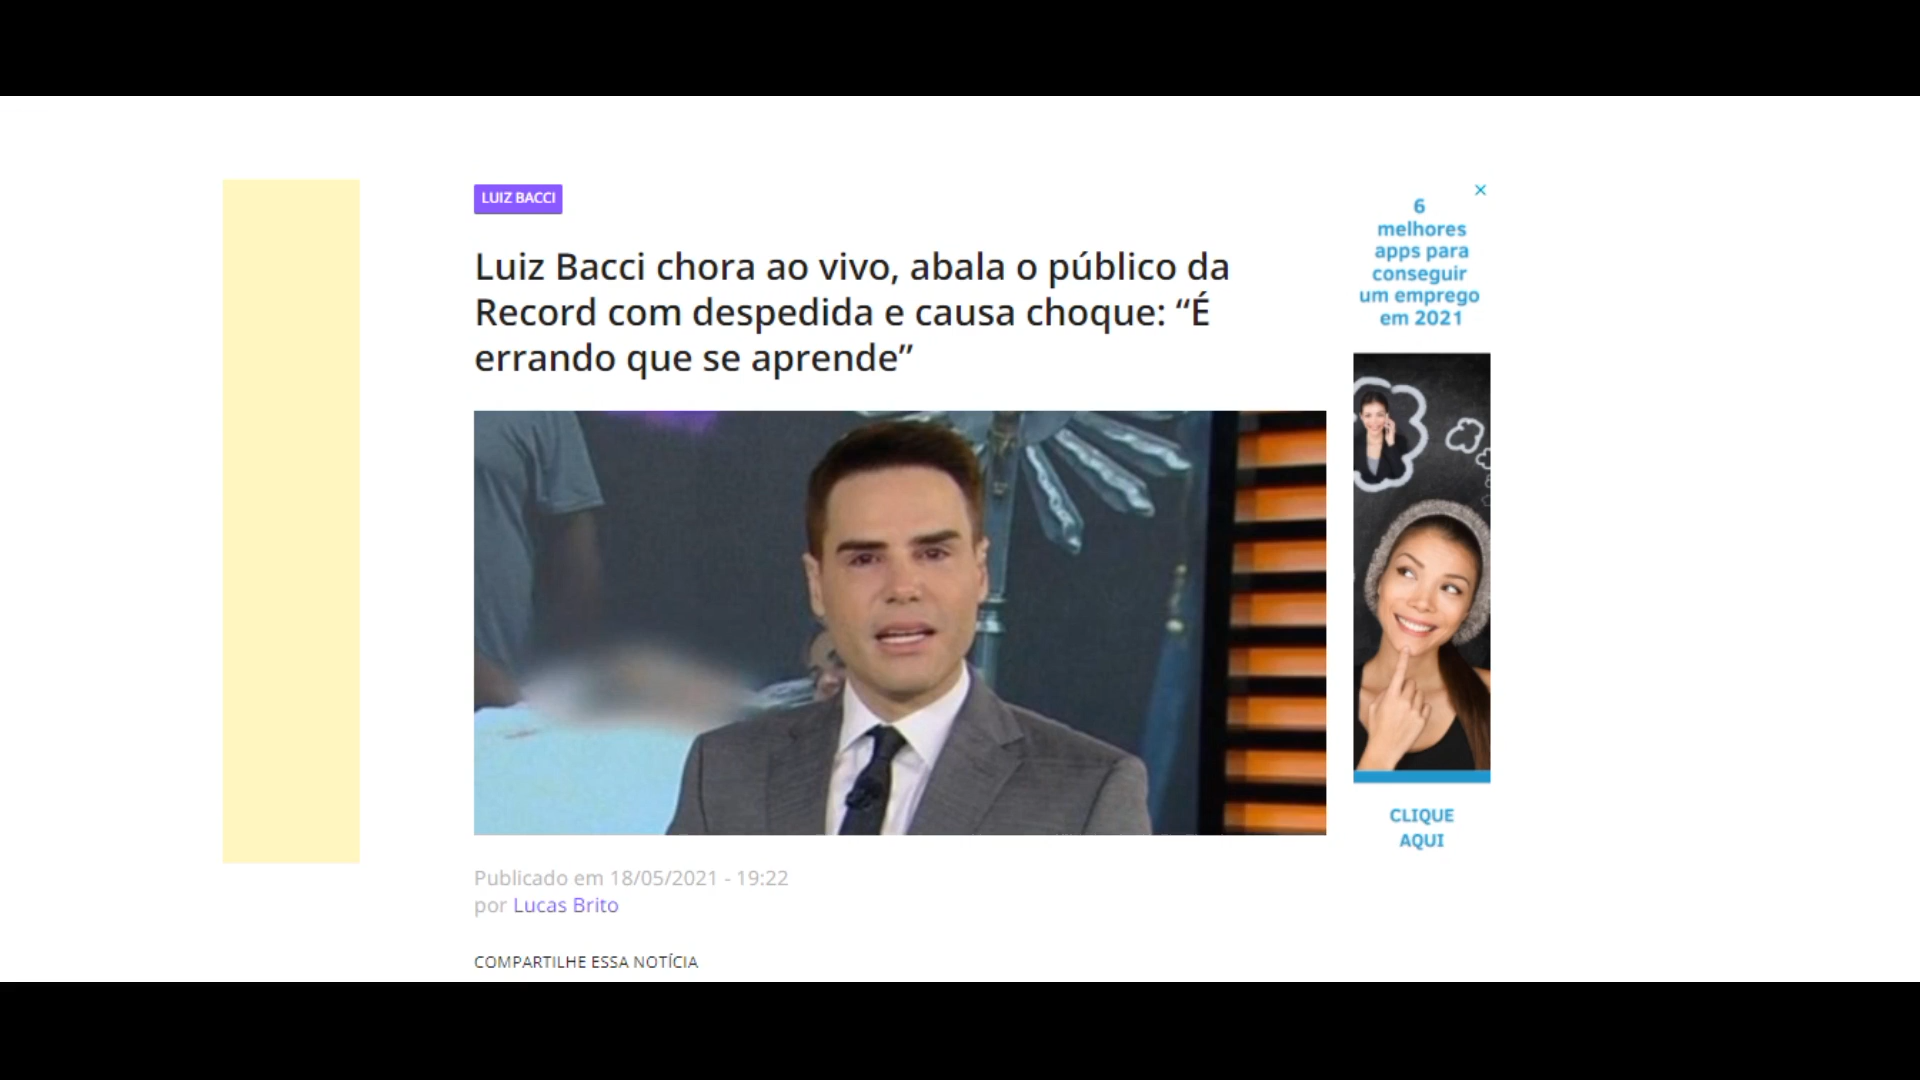 LUIZ BACCI
Luiz Bacci chora ao vivo, abala o público da
Record com despedida e causa choque: “É
errando que se aprende”
Publicado em 18/05/2021 - 19:22
por Lucas Brito
COMPARTILHE ESSA NOTÍCIA
6
melhores
apps para
conseguir
um emprego
em 2021
CLIQUE
AQUI